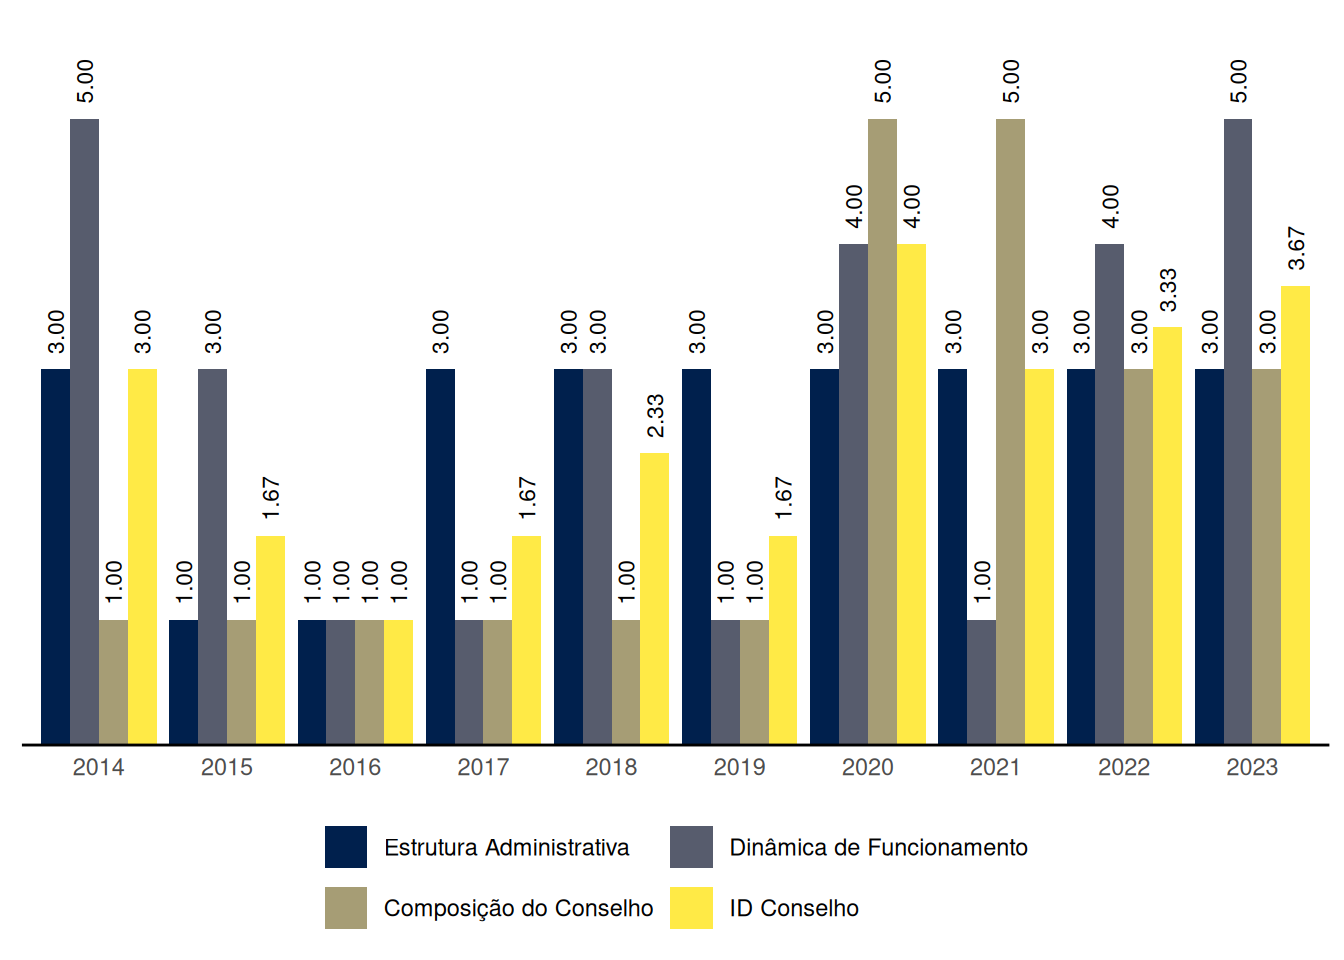 3.00 5.00 1.00 3.00
1.00 3.00 1.00 1.67
1.00 1.00 1.00 1.00
3.00 1.00 1.00 1.67
3.00 3.00 1.00 2.33
3.00 1.00 1.00 1.67
3.00 4.00 5.00 4.00
3.00 1.00 5.00 3.00
3.00 4.00 3.00 3.33
3.00 5.00 3.00 3.67
2014 2015 2016 2017 2018 2019 2020 2021 2022 2023
Estrutura Administrativa Dinâmica de Funcionamento
Composição do Conselho ID Conselho